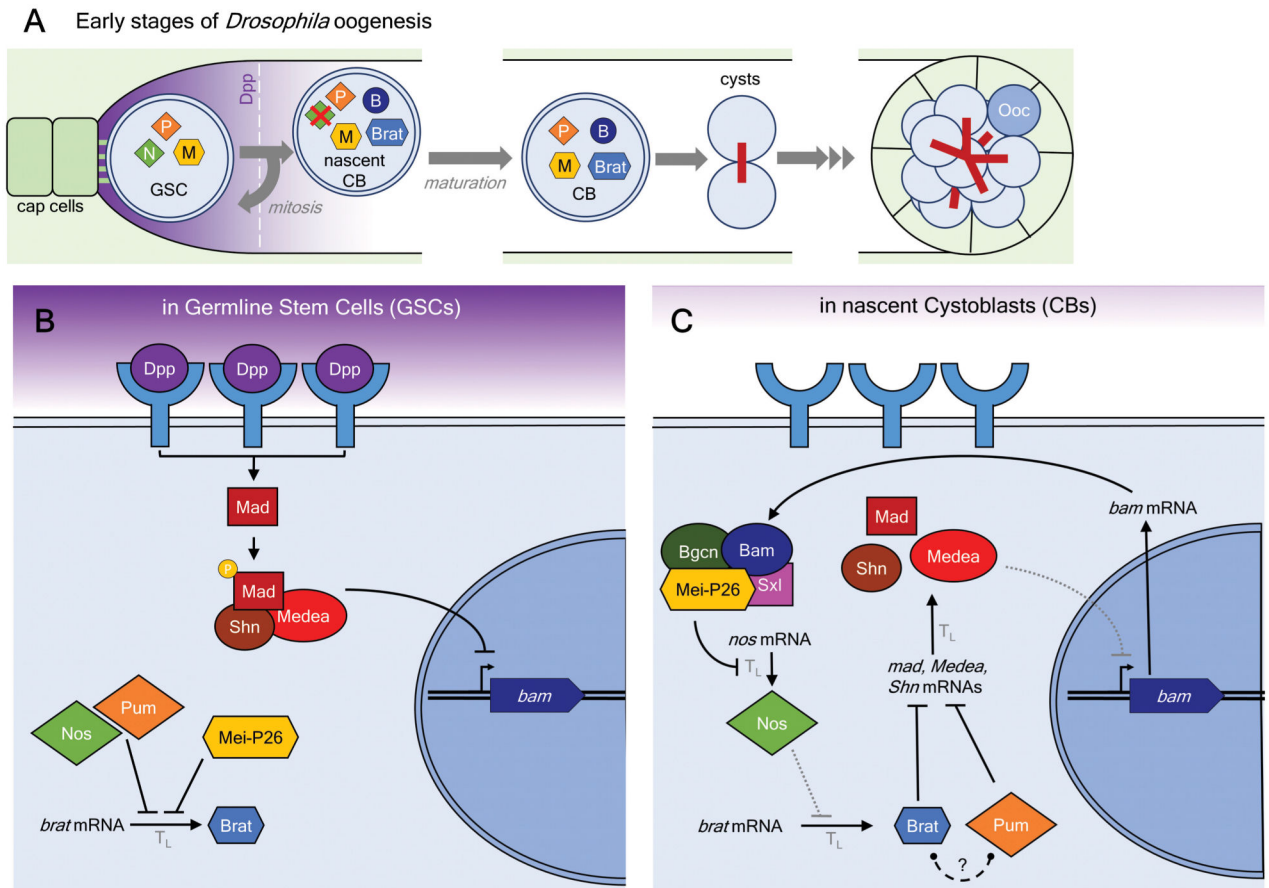 A
Early stages of Drosophila oogenesis
cap cells
P
N
M
GSC
Dpp
mitosis
P
B
M
Brat
nascent
CB
maturation
P
B
M
Brat
CB
cysts
Ooc
B
in Germline Stem Cells (GSCs)
Dpp
Dpp
Dpp
Mad
P
Mad
Shn
Medea
bam
Nos
Pum
Mei-P26
brat mRNA
TL
Brat
C
in nascent Cystoblasts (CBs)
bam mRNA
Bgcn
Bam
Mei-P26
Sxl
Mad
Shn
Medea
nos mRNA
TL
TL
mad, Medea,
Shn mRNAs
bam
Nos
brat mRNA
TL
Brat
Pum
?